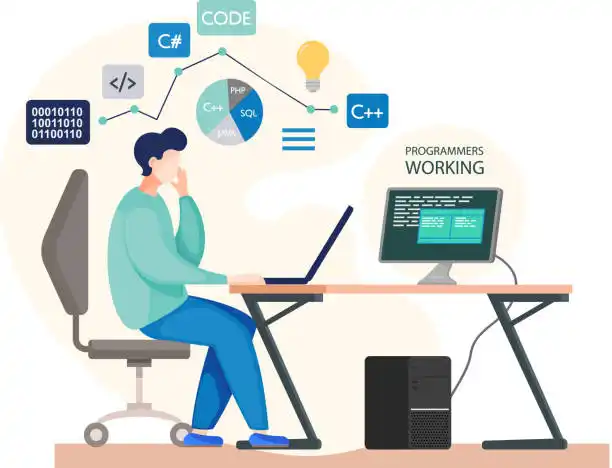 CODE
C#
</>
00010110
10011010
01100110
PHP
C++
SQL
JAVA
C++
PROGRAMMERS
WORKING